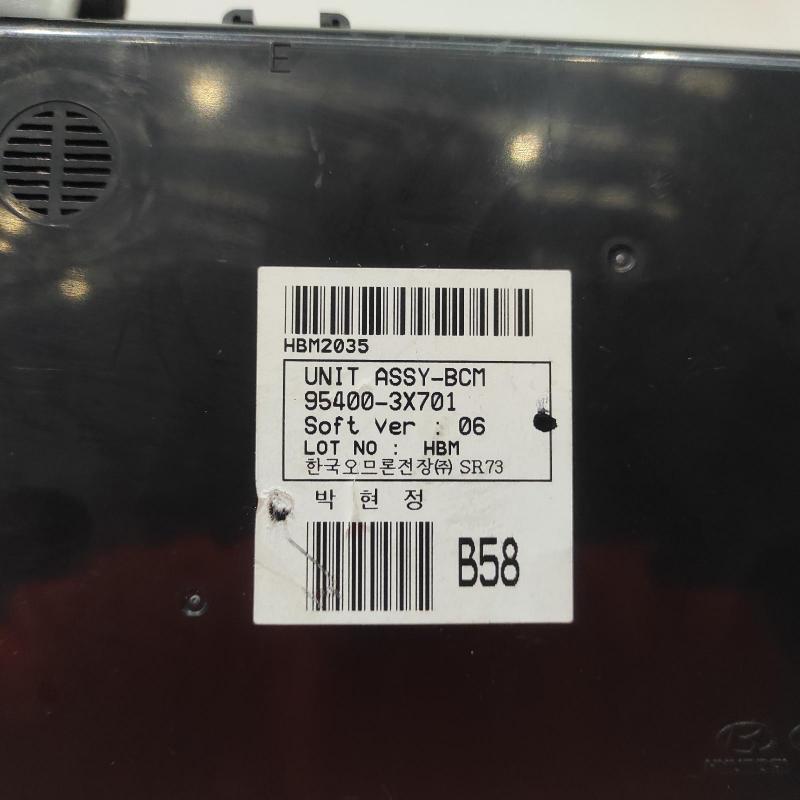 E
HBM2035
UNIT ASSY-BCM
95400-3X701
Soft ver : 06
LOT NO : HBM
한국오므론전장㈜ SR73
박 현 정
B58
HYUNDAI